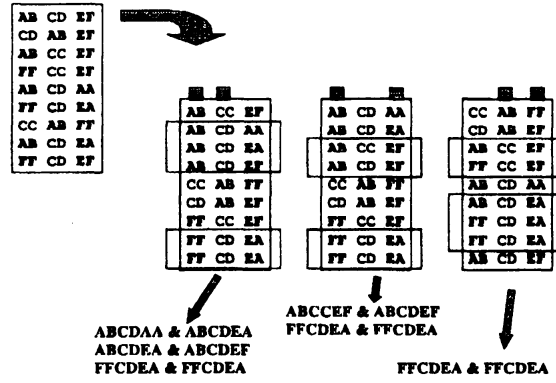 AB CD EF
CD AB EF
AB CC EF
FF CC EF
AB CD AA
FF CD EA
CC AB FF
AB CD EA
FF CD EF
AB CC EF
AB CD AA
AB CD EA
AB CD EF
CC AB FF
CD AB EF
FF CC EF
FF CD EA
FF CD EA
ABCDAA & ABCDEA
ABCDEA & ABCDEF
FFCDEA & FFCDEA
AB CD AA
AB CD EA
AB CC EF
AB CD EF
CC AB FF
CD AB EF
FF CC EF
FF CD EA
FF CD EA
ABCCEF & ABCDEF
FFCDEA & FFCDEA
CC AB FF
CD AB EF
AB CC EF
FF CC EF
AB CD AA
AB CD EA
FF CD EA
FF CD EA
AB CD EF
FFCDEA & FFCDEA